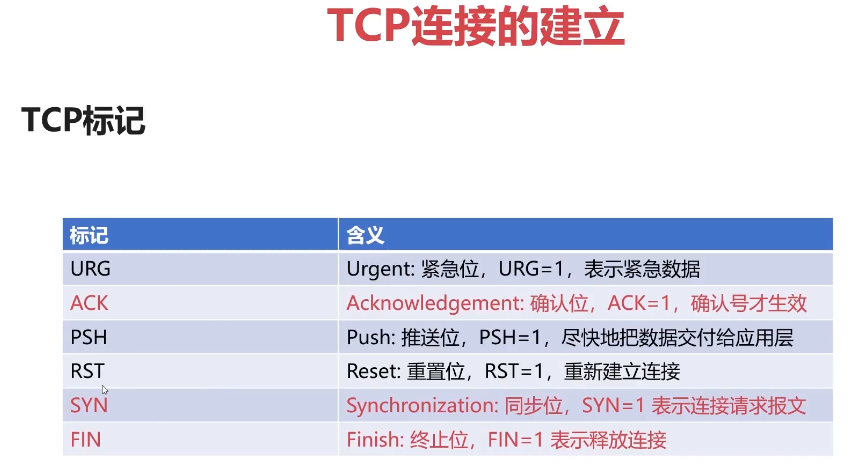 TCP连接的建立
TCP标记
标记 含义
URG Urgent: 紧急位，URG=1，表示紧急数据
ACK Acknowledgement: 确认位，ACK=1，确认号才生效
PSH Push: 推送位，PSH=1，尽快地把数据交付给应用层
RST Reset: 重置位，RST=1，重新建立连接
SYN Synchronization: 同步位，SYN=1 表示连接请求报文
FIN Finish: 终止位，FIN=1 表示释放连接